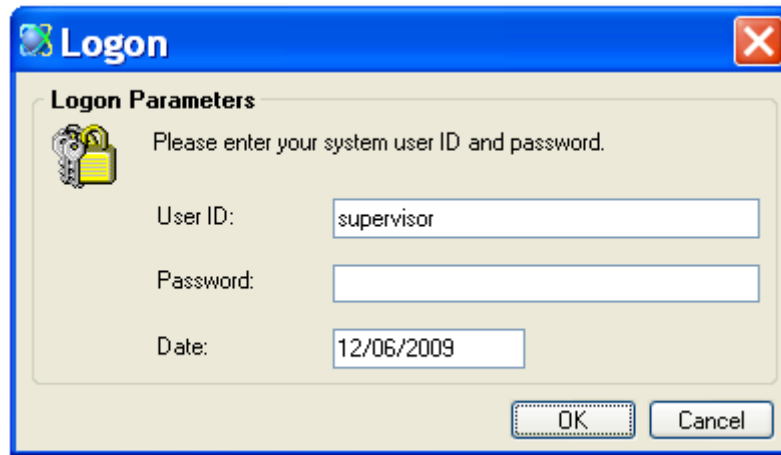 Logon
Logon Parameters
Please enter your system user ID and password.
User ID: supervisor
Password:
Date: 12/06/2009
OK Cancel